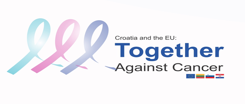 Croatia and the EU:
Together
Against Cancer